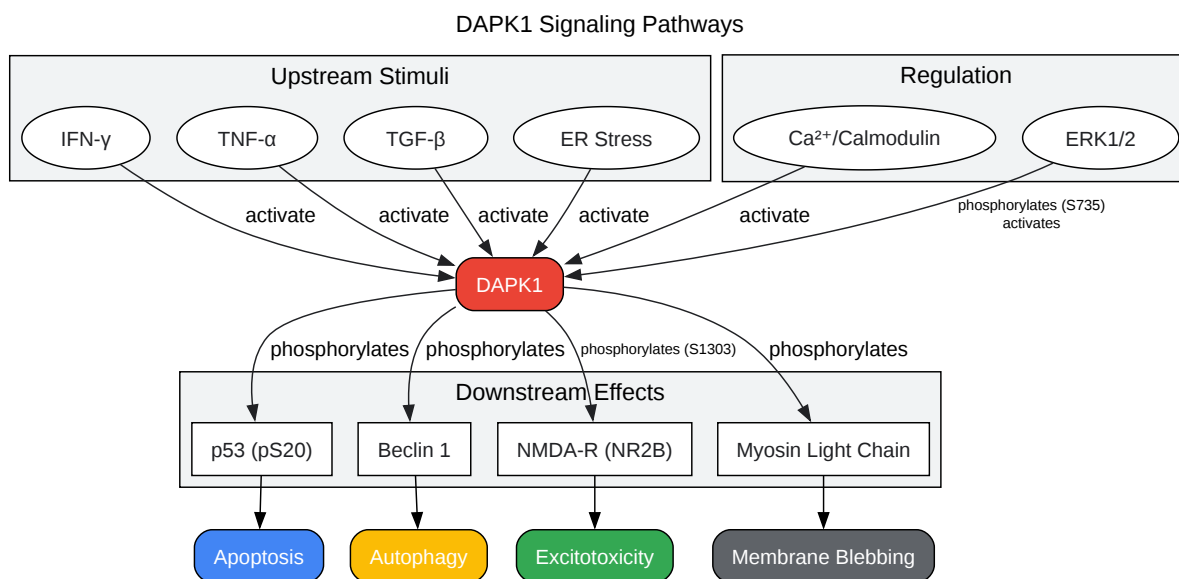 DAPK1 Signaling Pathways
Upstream Stimuli
Regulation
IFN-γ
TNF-α
TGF-β
ER Stress
Ca²⁺/Calmodulin
ERK1/2
activate
activate
activate
activate
activate
phosphorylates (S735)
activates
DAPK1
phosphorylates
phosphorylates
phosphorylates (S1303)
phosphorylates
Downstream Effects
p53 (pS20)
Beclin 1
NMDA-R (NR2B)
Myosin Light Chain
Apoptosis
Autophagy
Excitotoxicity
Membrane Blebbing